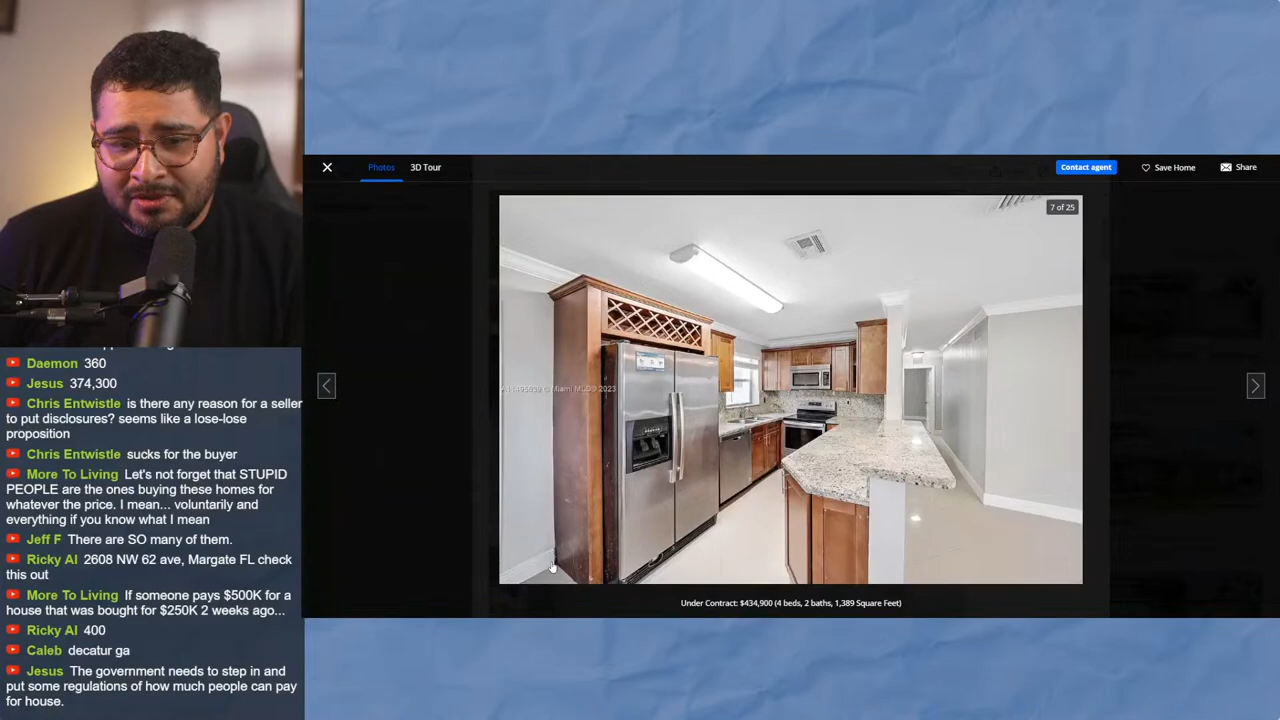 Photos
3D Tour
Contact agent
Save Home
Share
7 of 25
© Miami MLS® 2023
Under Contract: $434,900 (4 beds, 2 baths, 1,389 Square Feet)
Daemon 360
Jesus 374,300
Chris Entwistle is there any reason for a seller
to put disclosures? seems like a lose-lose
proposition
Chris Entwistle sucks for the buyer
More To Living Let's not forget that STUPID
PEOPLE are the ones buying these homes for
whatever the price. I mean... voluntarily and
everything if you know what I mean
Jeff F There are SO many of them.
Ricky Al 2608 NW 62 ave, Margate FL check
this out
More To Living If someone pays $500K for a
house that was bought for $250K 2 weeks ago...
Ricky Al 400
Caleb decatur ga
Jesus The government needs to step in and
put some regulations of how much people can pay
for house.